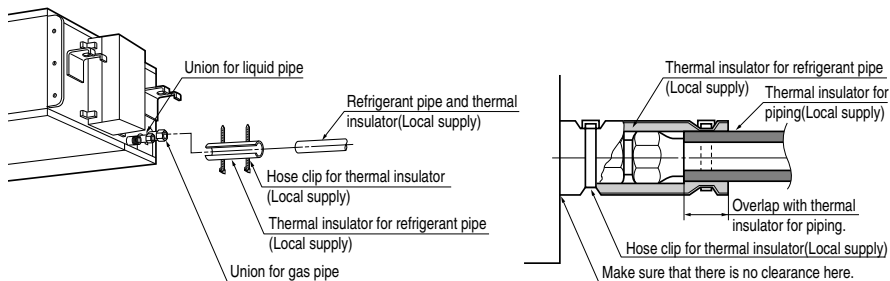 Union for liquid pipe
Refrigerant pipe and thermal
insulator(Local supply)
Hose clip for thermal insulator
(Local supply)
Thermal insulator for refrigerant pipe
(Local supply)
Union for gas pipe
Thermal insulator for refrigerant pipe
(Local supply)
Thermal insulator for
piping(Local supply)
Overlap with thermal
insulator for piping.
Hose clip for thermal insulator(Local supply)
Make sure that there is no clearance here.